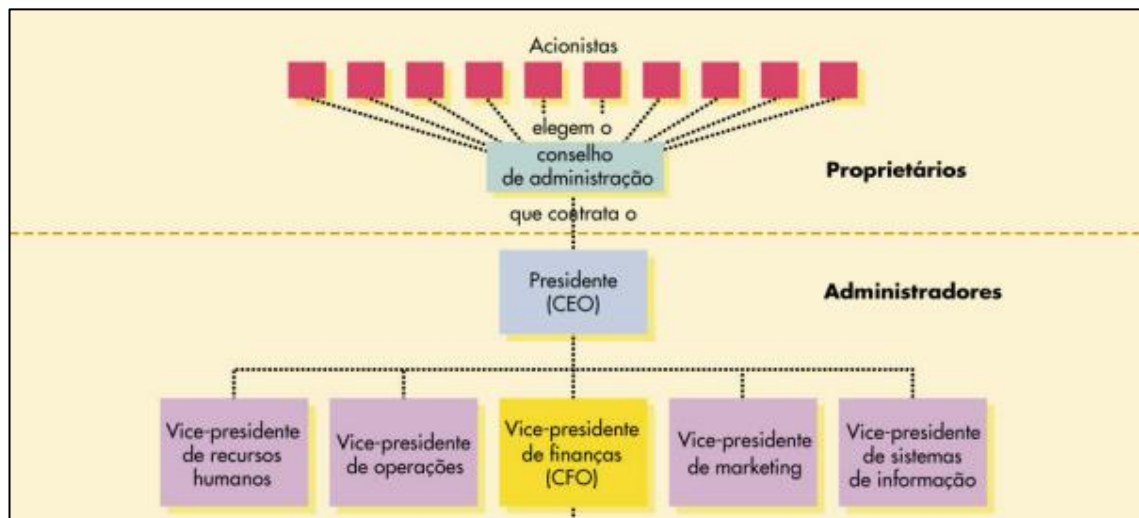 Acionistas
elegem o
conselho
de administração
Proprietários
que contrata o
Presidente
(CEO)
Administradores
Vice-presidente
de recursos
humanos
Vice-presidente
de operações
Vice-presidente
de finanças
(CFO)
Vice-presidente
de marketing
Vice-presidente
de sistemas
de informação